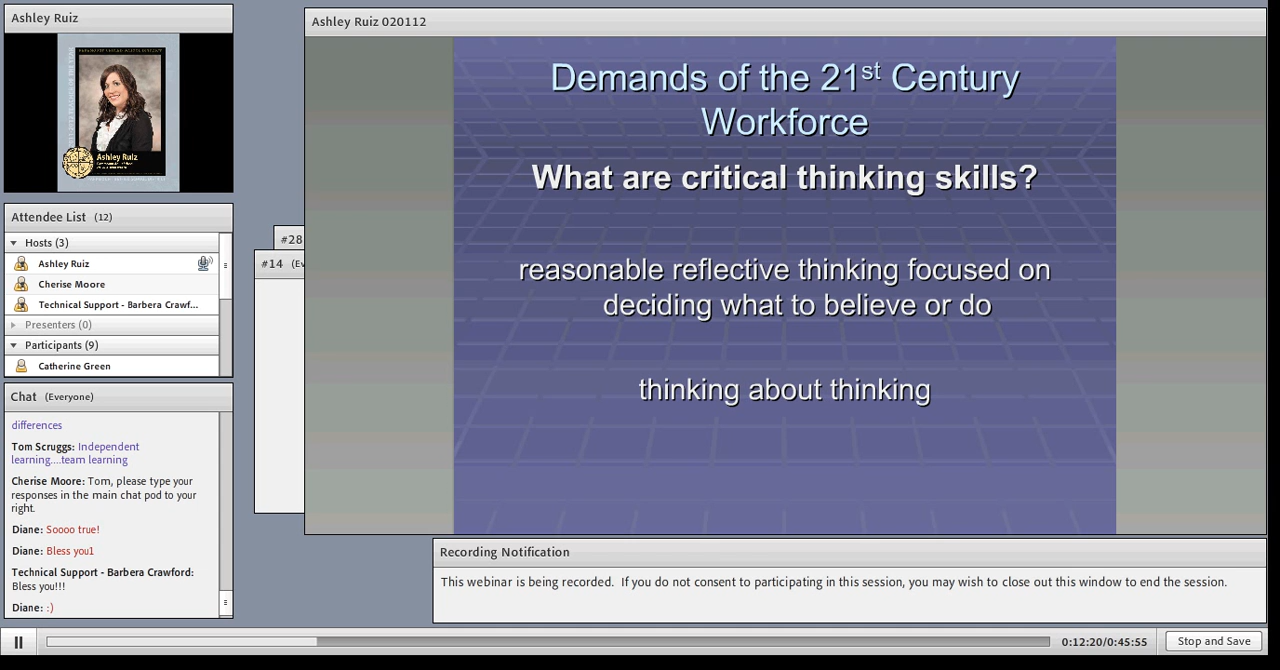 Ashley Ruiz
Ashley Ruiz
Attendee List (12)
Hosts (3)
Ashley Ruiz
Cherise Moore
Technical Support - Barbera Crawf...
Presenters (0)
Participants (9)
Catherine Green
Chat (Everyone)
differences
Tom Scruggs: Independent
learning....team learning
Cherise Moore: Tom, please type your
responses in the main chat pod to your
right.
Diane: Soooo true!
Diane: Bless you1
Technical Support - Barbera Crawford:
Bless you!!!
Diane: :)
#28
#14 (Ev
Ashley Ruiz 020112
Demands of the 21st Century
Workforce
What are critical thinking skills?
reasonable reflective thinking focused on
deciding what to believe or do
thinking about thinking
Recording Notification
This webinar is being recorded. If you do not consent to participating in this session, you may wish to close out this window to end the session.
0:12:20/0:45:55
Stop and Save